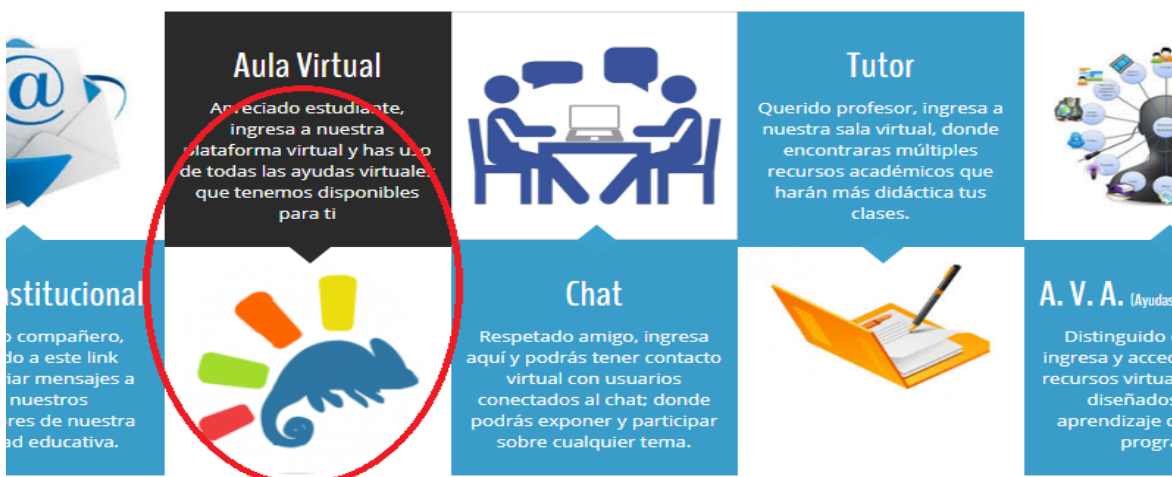 Aula Virtual
Apreciado estudiante,
ingresa a nuestra
plataforma virtual y has uso
de todas las ayudas virtuales
que tenemos disponibles
para ti
Tutor
Querido profesor, ingresa a
nuestra sala virtual, donde
encontraras múltiples
recursos académicos que
harán más didáctica tus
clases.
stitucional
compañero,
do a este link
iar mensajes a
nuestros
res de nuestra
ad educativa.
Chat
Respetado amigo, ingresa
aquí y podrás tener contacto
virtual con usuarios
conectados al chat; donde
podrás exponer y participar
sobre cualquier tema.
A. V. A. (Ayudas
Distinguido
ingresa y acced
recursos virtua
diseñados
aprendizaje
progra